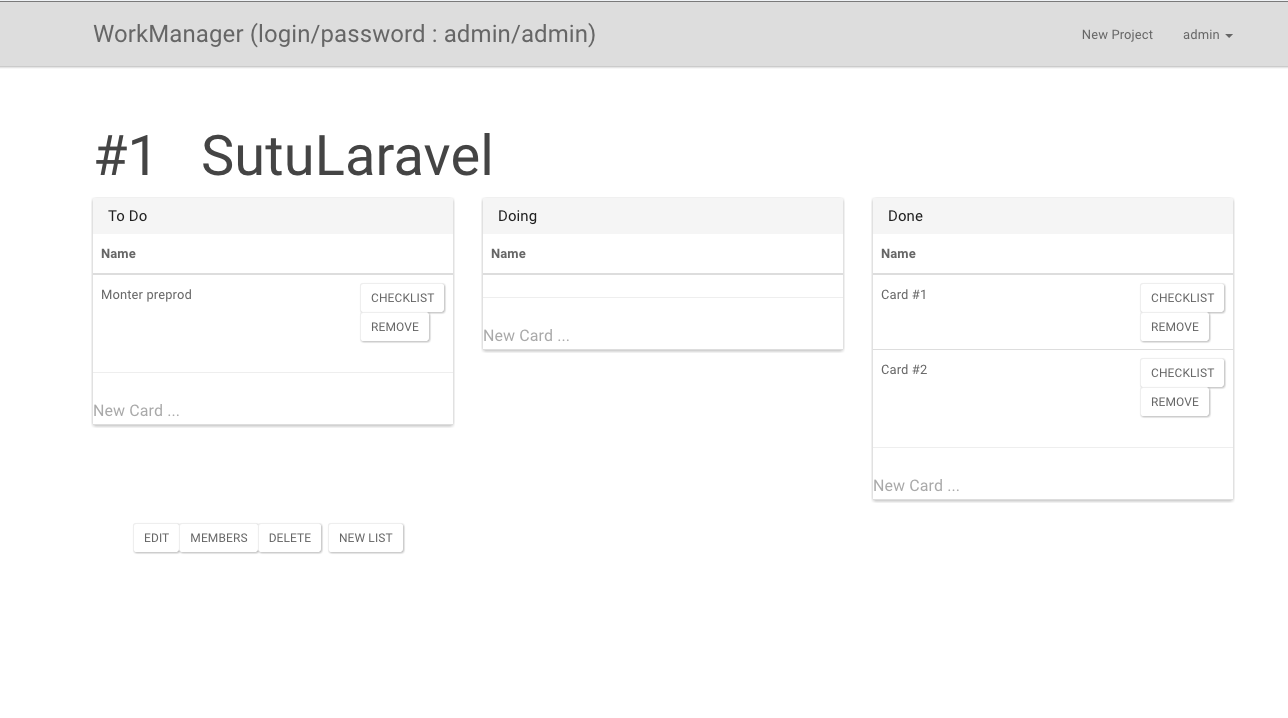 WorkManager (login/password : admin/admin)
New Project
admin
#1 SutuLaravel
To Do
Name
Monter preprod
CHECKLIST
REMOVE
New Card ...
Doing
Name
New Card ...
Done
Name
Card #1
CHECKLIST
REMOVE
Card #2
CHECKLIST
REMOVE
New Card ...
EDIT
MEMBERS
DELETE
NEW LIST